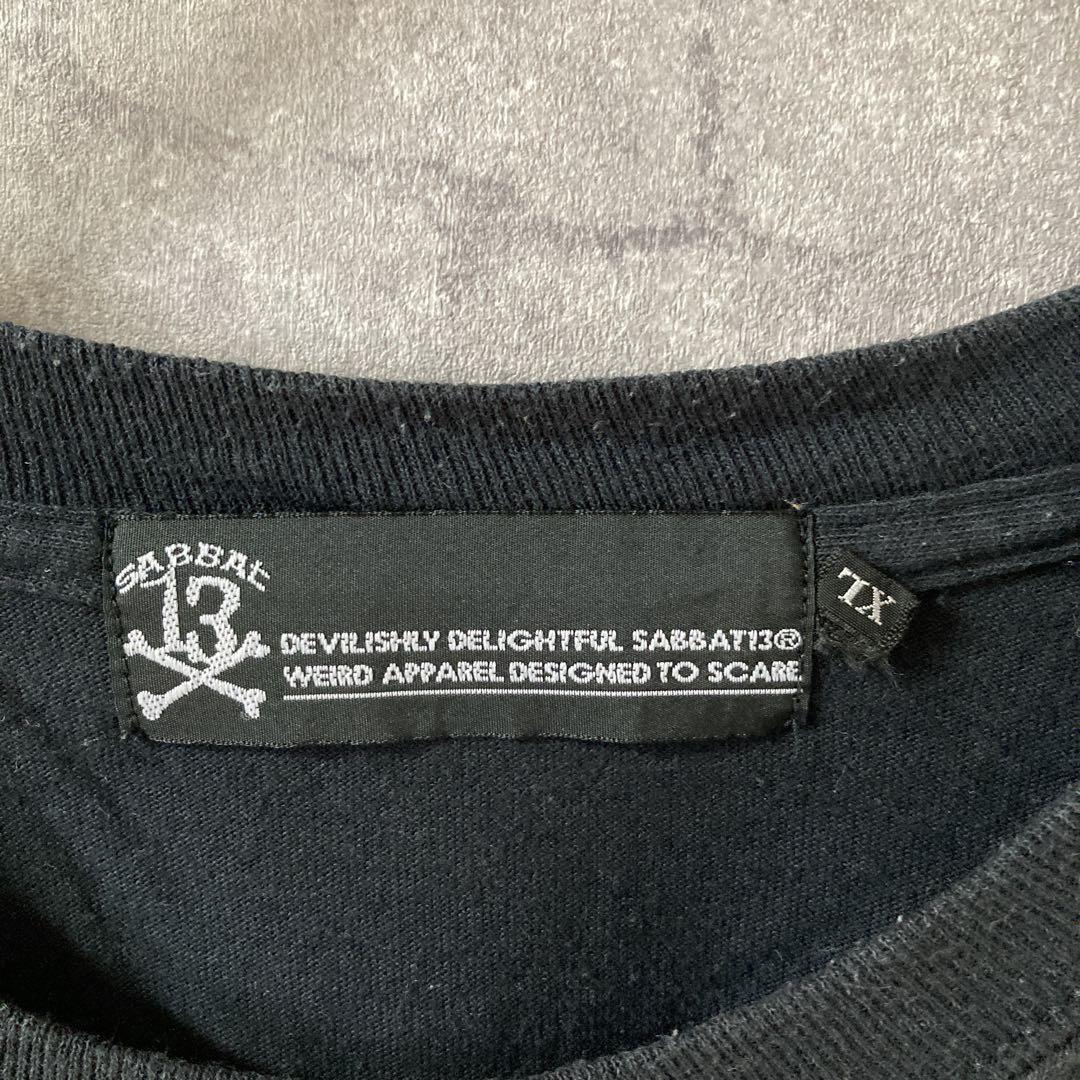 SABBAT
13
DEVILISHLY DELIGHTFUL SABBAT13®
WEIRD APPAREL DESIGNED TO SCARE
XL